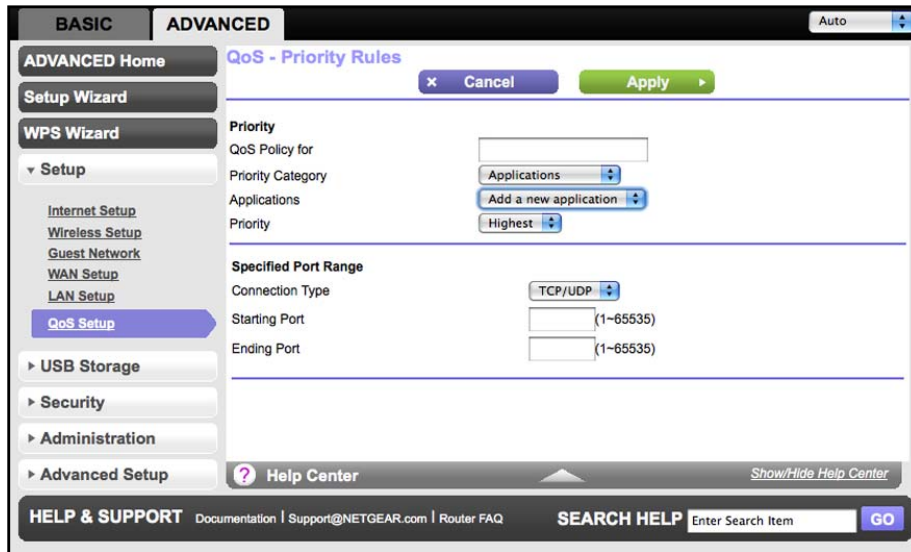 BASIC
ADVANCED
Auto
ADVANCED Home
Setup Wizard
WPS Wizard
Setup
Internet Setup
Wireless Setup
Guest Network
WAN Setup
LAN Setup
QoS Setup
USB Storage
Security
Administration
Advanced Setup
QoS - Priority Rules
× Cancel
Apply
Priority
QoS Policy for
Priority Category Applications
Applications Add a new application
Priority Highest
Specified Port Range
Connection Type TCP/UDP
Starting Port (1~65535)
Ending Port (1~65535)
? Help Center
Show/Hide Help Center
HELP & SUPPORT Documentation | Support@NETGEAR.com | Router FAQ
SEARCH HELP Enter Search Item GO